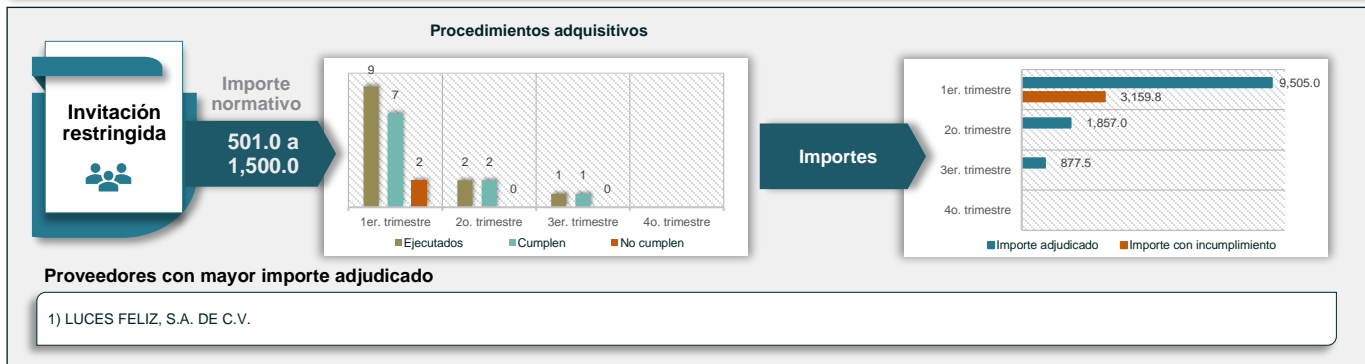 Procedimientos adquisitivos
Invitación
restringida
Importe
normativo
501.0 a
1,500.0
9
7
2
2
2
0
1
1
0
1er. trimestre
2o. trimestre
3er. trimestre
4o. trimestre
Ejecutados
Cumplen
No cumplen
Importes
1er. trimestre
9,505.0
3,159.8
2o. trimestre
1,857.0
3er. trimestre
877.5
4o. trimestre
Importe adjudicado
Importe con incumplimiento
Proveedores con mayor importe adjudicado
1) LUCES FELIZ, S.A. DE C.V.